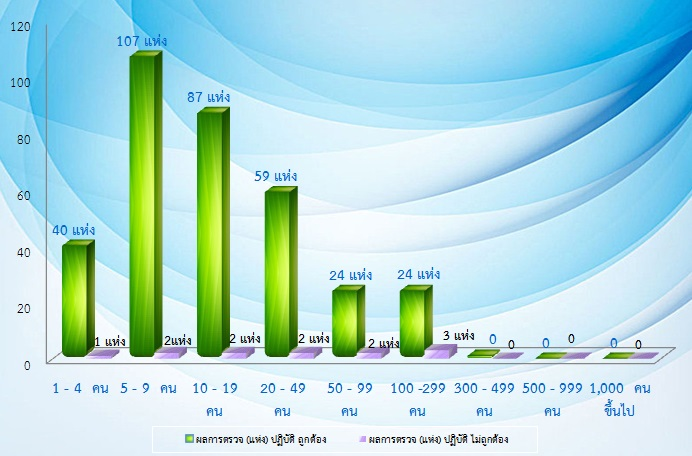 120
107 แห่ง
100
87 แห่ง
80
59 แห่ง
60
40 แห่ง
40
24 แห่ง 24 แห่ง
20
1 แห่ง 2แห่ง 2 แห่ง 2 แห่ง 2 แห่ง 3 แห่ง 0 0 0 0 0 0
0
1 - 4 คน 5 - 9 คน 10 - 19 20 - 49 50 - 99 100 -299 300 - 499 500 - 999 1,000 คน
คน คน คน คน คน คน ขึ้นไป
ผลการตรวจ (แห่ง) ปฏิบัติ ถูกต้อง ผลการตรวจ (แห่ง) ปฏิบัติ ไม่ถูกต้อง